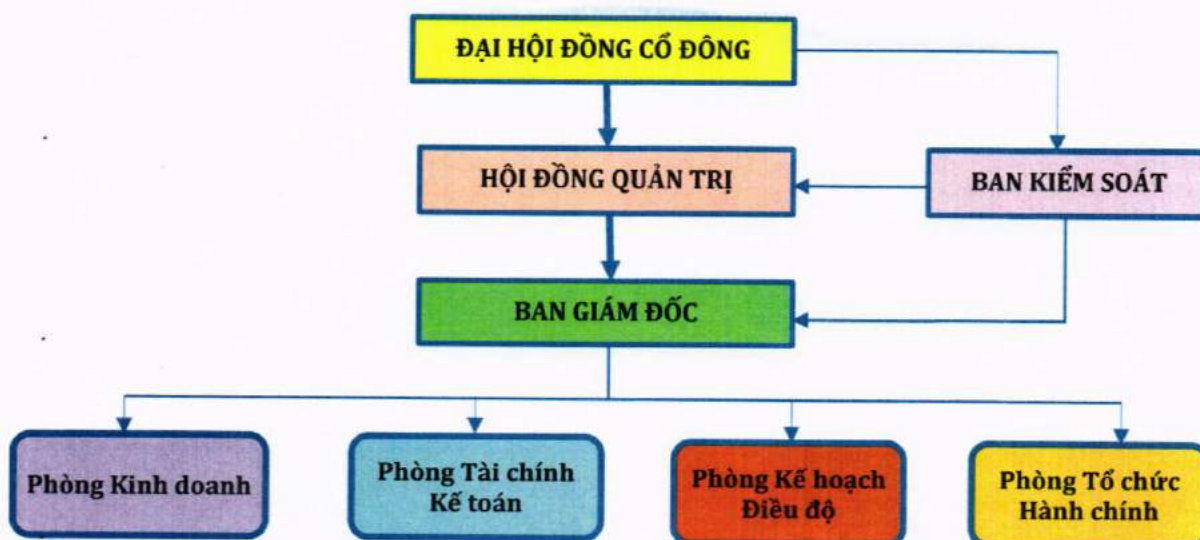 ĐẠI HỘI ĐỒNG CỔ ĐÔNG
HỘI ĐỒNG QUẢN TRỊ
BAN KIỂM SOÁT
BAN GIÁM ĐỐC
Phòng Kinh doanh
Phòng Tài chính
Kế toán
Phòng Kế hoạch
Điều độ
Phòng Tổ chức
Hành chính